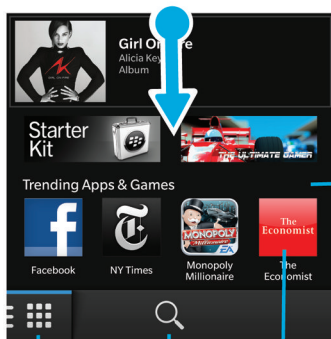 Girl On Fire
Alicia Keys
Album
Starter
Kit
THE ULTIMATE GAMER
Trending Apps & Games
The
Economist
MONOPOLY
Millionaire
EA
Facebook
NY Times
Monopoly
Millionaire
The
Economist